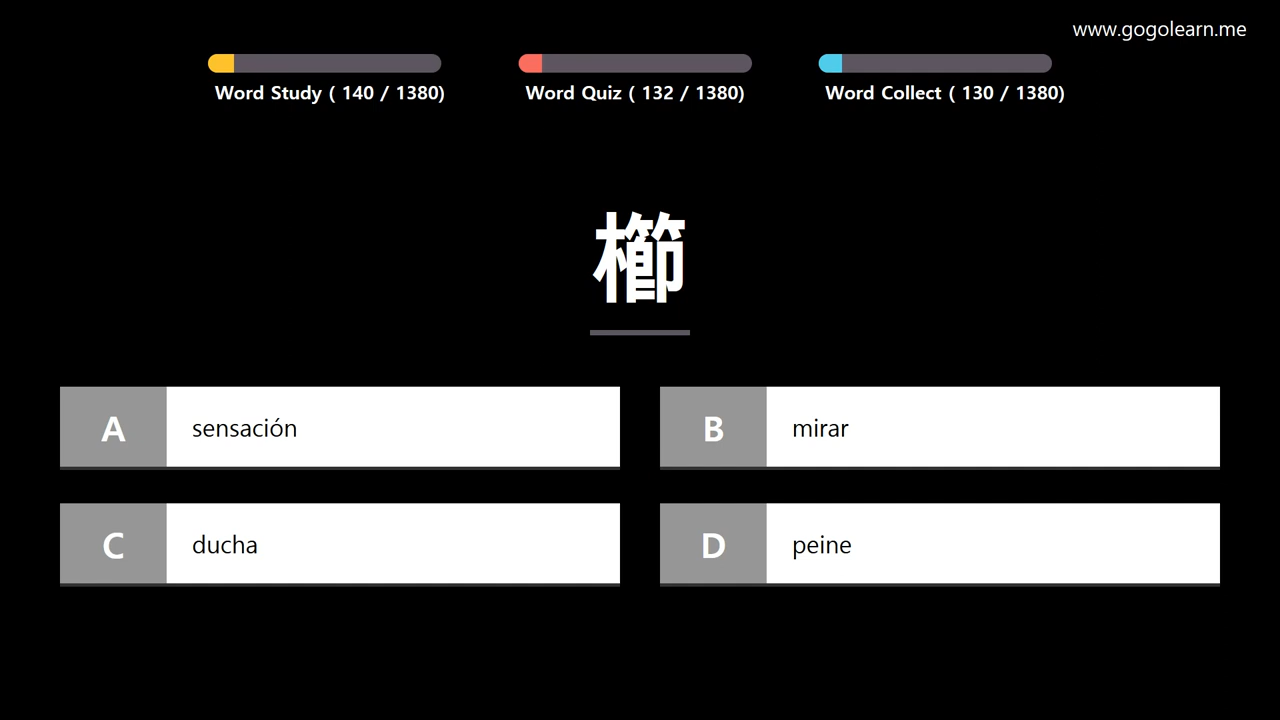 www.gogolearn.me
Word Study ( 140 / 1380)
Word Quiz ( 132 / 1380)
Word Collect ( 130 / 1380)
櫛
A sensación
B mirar
C ducha
D peine